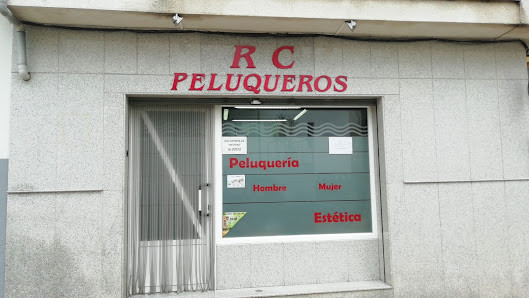 R C
PELUQUEROS
Peluquería
Hombre Mujer
Estética